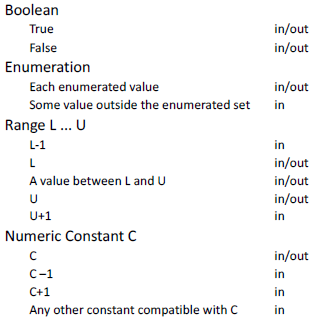 Boolean
True in/out
False in/out
Enumeration
Each enumerated value in/out
Some value outside the enumerated set in
Range L ... U
L-1 in
L in/out
A value between L and U in/out
U in/out
U+1 in
Numeric Constant C
C in/out
C –1 in
C+1 in
Any other constant compatible with C in